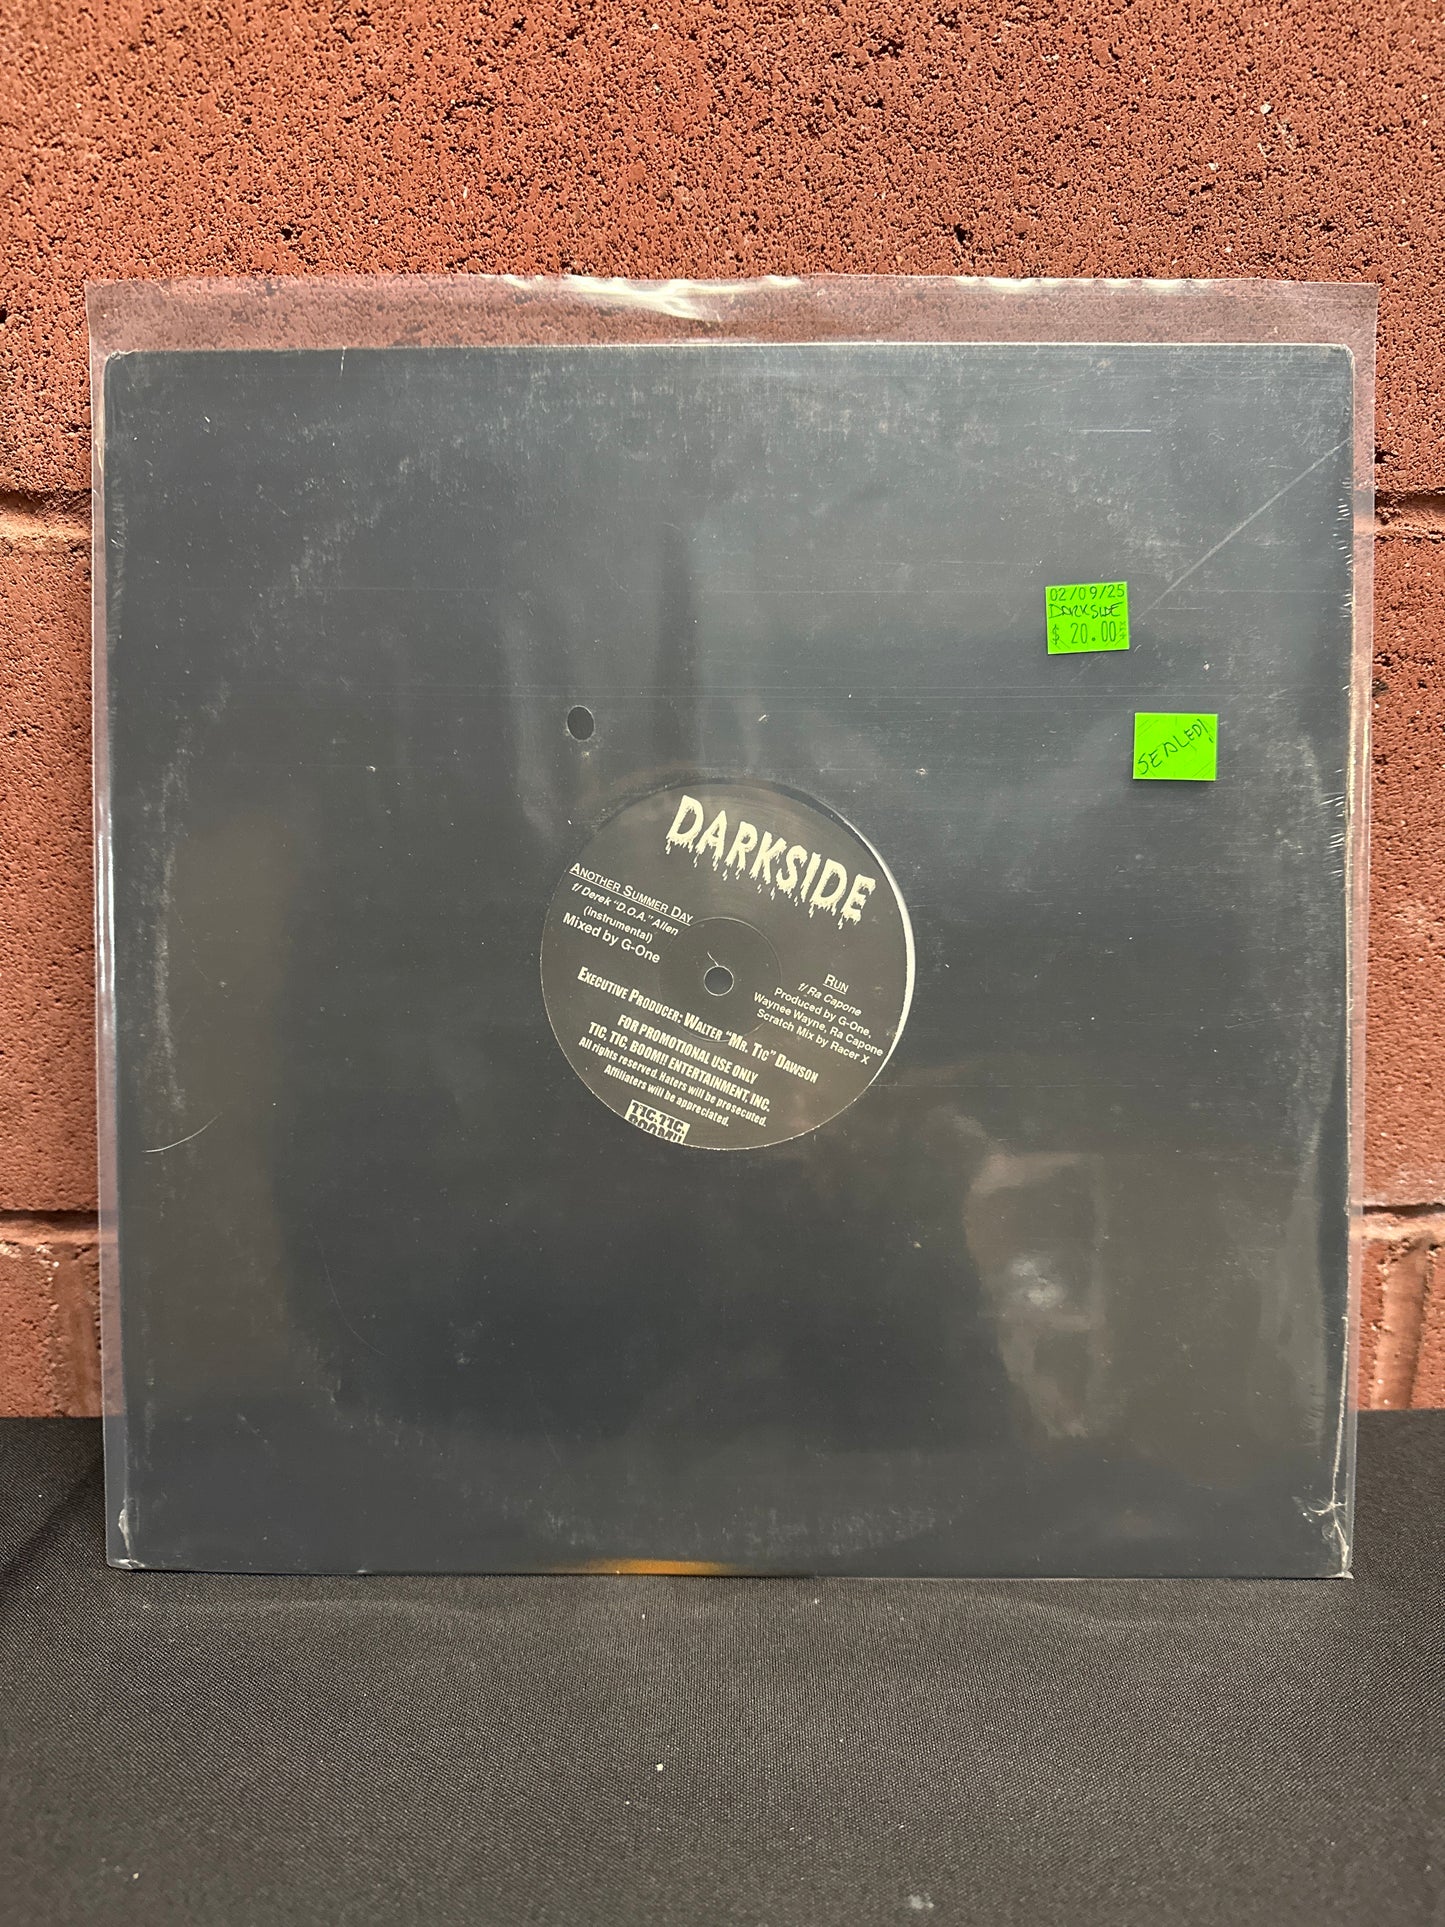 02/09/25
DARKSIDE
$ 20.00
SEALED!
DARKSIDE
ANOTHER SUMMER DAY
f/ Derek "D.O.A." Allen
(Instrumental)
Mixed by G-One
RUN
f/ Ra Capone
Produced by G-One,
Waynee Wayne, Ra Capone
Scratch Mix by Racer X
EXECUTIVE PRODUCER: WALTER "MR. TIC" DAWSON
FOR PROMOTIONAL USE ONLY
TIC, TIC, BOOM!! ENTERTAINMENT, INC.
All rights reserved. Haters will be prosecuted.
Affiliaters will be appreciated.
TIC, TIC,
BOOM!!